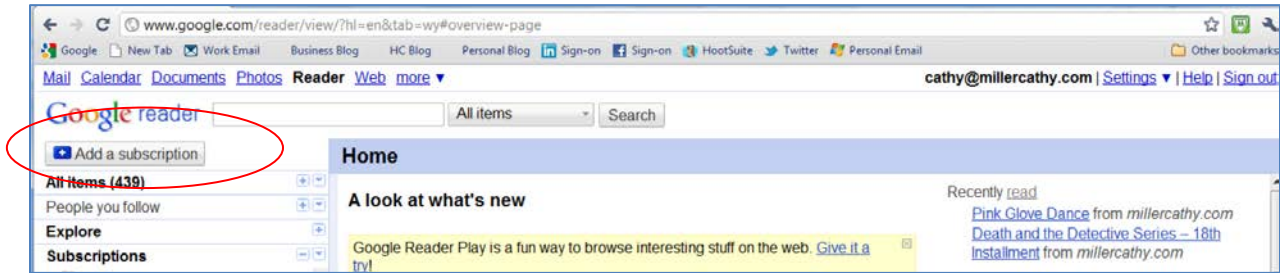 www.google.com/reader/view/?hl=en&tab=wy#overview-page
Google New Tab Work Email Business Blog HC Blog Personal Blog in Sign-on Sign-on HootSuite Twitter Personal Email Other bookmarks
Mail Calendar Documents Photos Reader Web more ▼ cathy@millercathy.com | Settings ▼ | Help | Sign out
Google reader All items Search
Add a subscription Home
All items (439)
People you follow
Explore
Subscriptions
A look at what's new
Google Reader Play is a fun way to browse interesting stuff on the web. Give it a
try!
Recently read
Pink Glove Dance from millercathy.com
Death and the Detective Series – 18th
Installment from millercathy.com